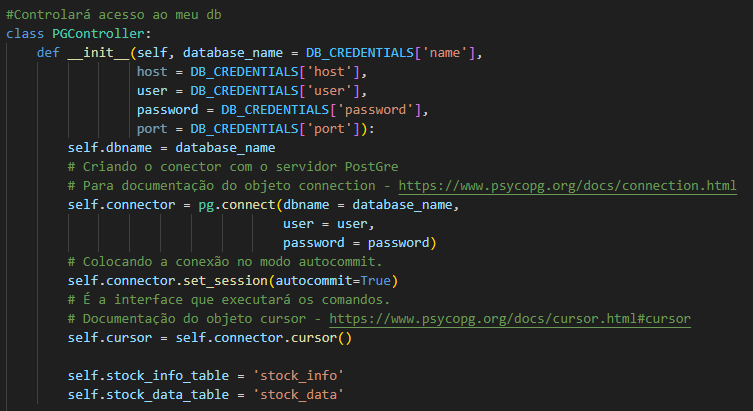 #Controlará acesso ao meu db
class PGController:
    def __init__(self, database_name = DB_CREDENTIALS['name'],
                 host = DB_CREDENTIALS['host'],
                 user = DB_CREDENTIALS['user'],
                 password = DB_CREDENTIALS['password'],
                 port = DB_CREDENTIALS['port']):
        self.dbname = database_name
        # Criando o conector com o servidor PostGre
        # Para documentação do objeto connection - https://www.psycopg.org/docs/connection.html
        self.connector = pg.connect(dbname = database_name,
                                    user = user,
                                    password = password)
        # Colocando a conexão no modo autocommit.
        self.connector.set_session(autocommit=True)
        # É a interface que executará os comandos.
        # Documentação do objeto cursor - https://www.psycopg.org/docs/cursor.html#cursor
        self.cursor = self.connector.cursor()

        self.stock_info_table = 'stock_info'
        self.stock_data_table = 'stock_data'